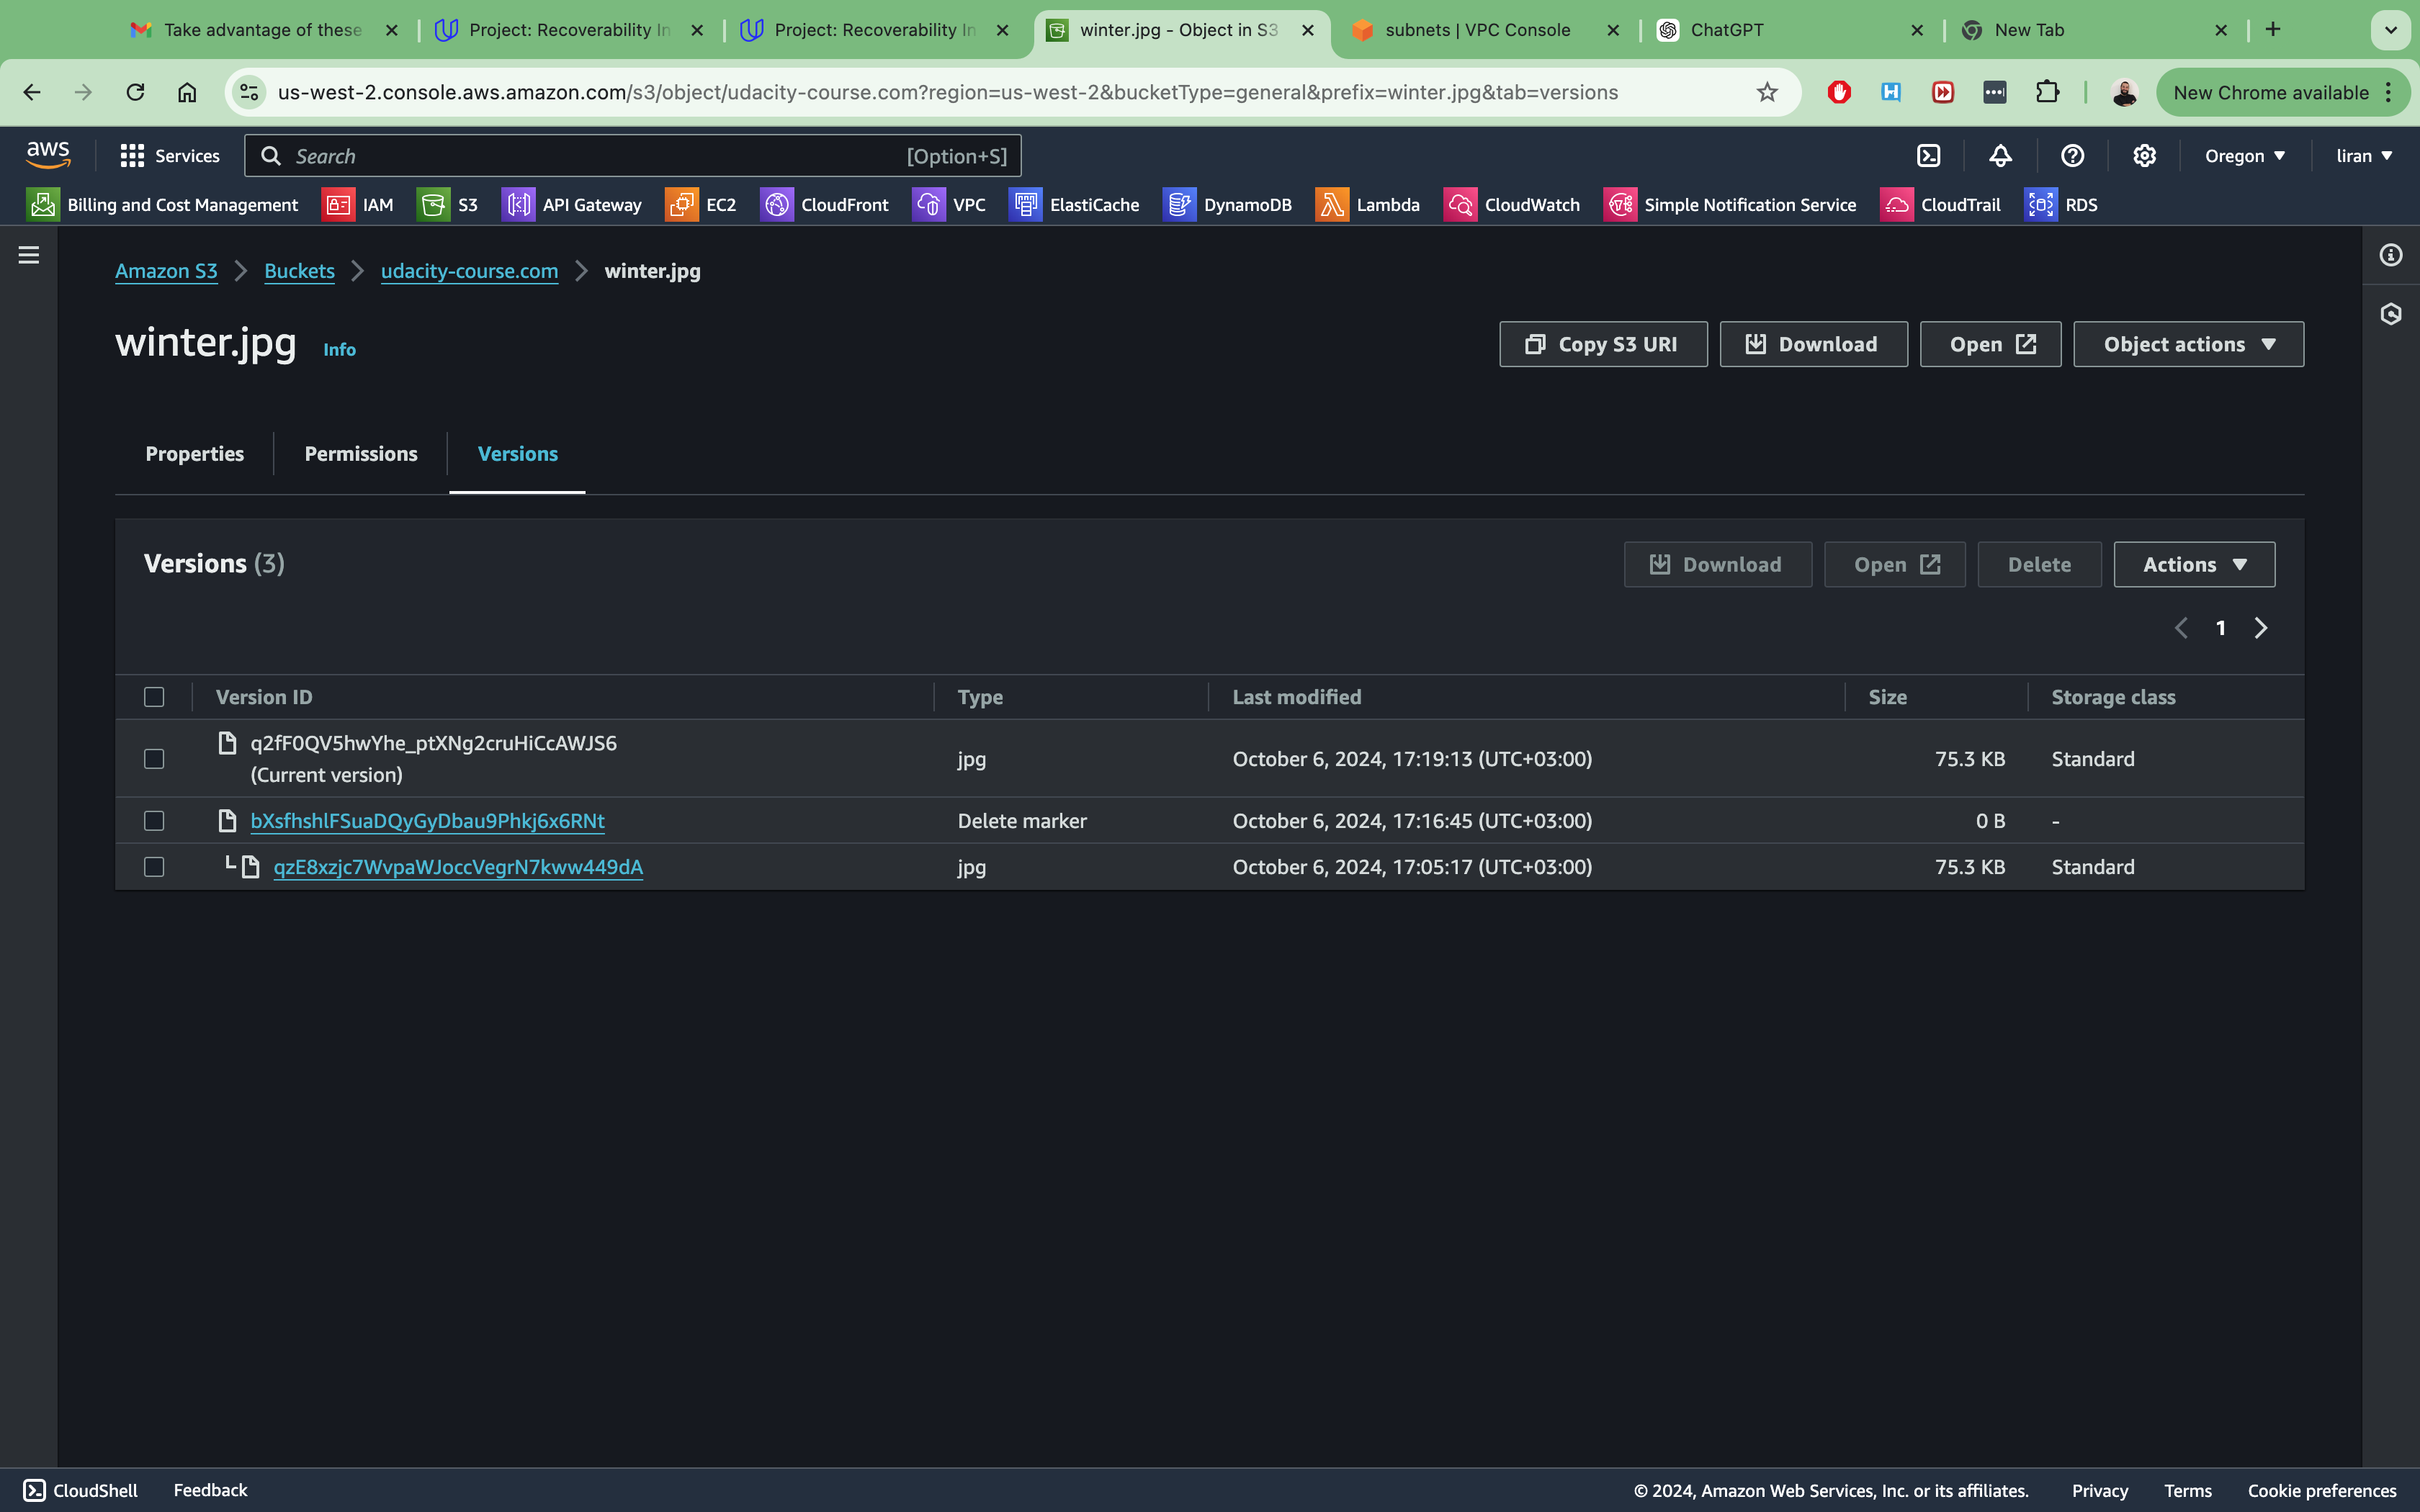 Take advantage of these
Project: Recoverability In
Project: Recoverability In
winter.jpg - Object in S3
subnets | VPC Console
ChatGPT
New Tab
us-west-2.console.aws.amazon.com/s3/object/udacity-course.com?region=us-west-2&bucketType=general&prefix=winter.jpg&tab=versions
New Chrome available
aws
Services
Search
[Option+S]
Oregon
liran
Billing and Cost Management
IAM
S3
API Gateway
EC2
CloudFront
VPC
ElastiCache
DynamoDB
Lambda
CloudWatch
Simple Notification Service
CloudTrail
RDS
Amazon S3
Buckets
udacity-course.com
winter.jpg
winter.jpg
Info
Copy S3 URI
Download
Open
Object actions
Properties
Permissions
Versions
Versions (3)
Download
Open
Delete
Actions
1
Version ID
Type
Last modified
Size
Storage class
q2fF0QV5hwYhe_ptXNg2cruHiCcAWJS6
(Current version)
jpg
October 6, 2024, 17:19:13 (UTC+03:00)
75.3 KB
Standard
bXsfhshlFSuaDQyGyDbau9Phkj6x6RNt
Delete marker
October 6, 2024, 17:16:45 (UTC+03:00)
0 B
-
qzE8xzjc7WvpaWJoccVegrN7kww449dA
jpg
October 6, 2024, 17:05:17 (UTC+03:00)
75.3 KB
Standard
CloudShell
Feedback
© 2024, Amazon Web Services, Inc. or its affiliates.
Privacy
Terms
Cookie preferences